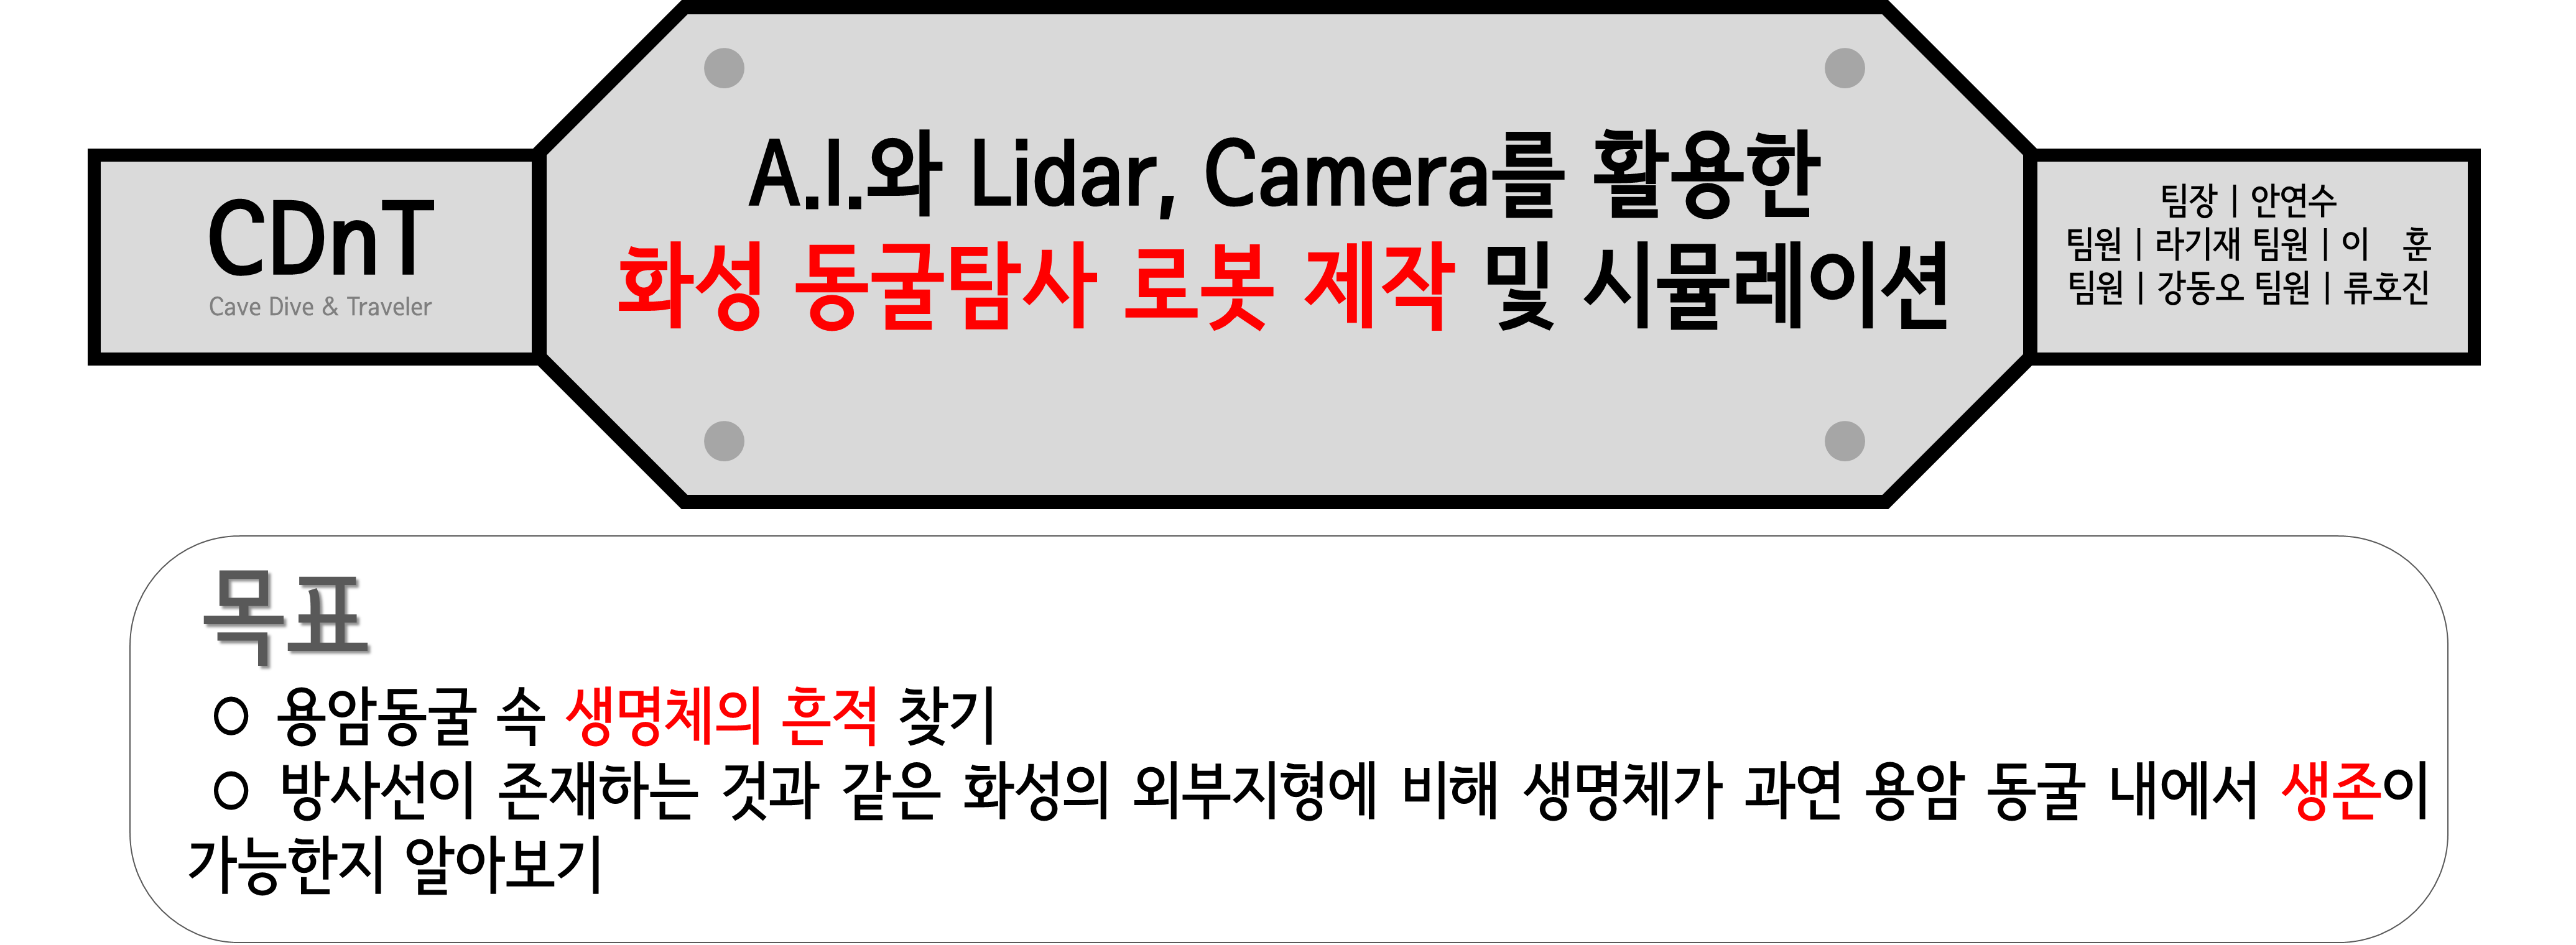 CDnT
Cave Dive & Traveler
A.I.와 Lidar, Camera를 활용한
화성 동굴탐사 로봇 제작 및 시뮬레이션
팀장 | 안연수
팀원 | 라기재 팀원 | 이 훈
팀원 | 강동오 팀원 | 류호진
목표
○ 용암동굴 속 생명체의 흔적 찾기
○ 방사선이 존재하는 것과 같은 화성의 외부지형에 비해 생명체가 과연 용암 동굴 내에서 생존이
가능한지 알아보기